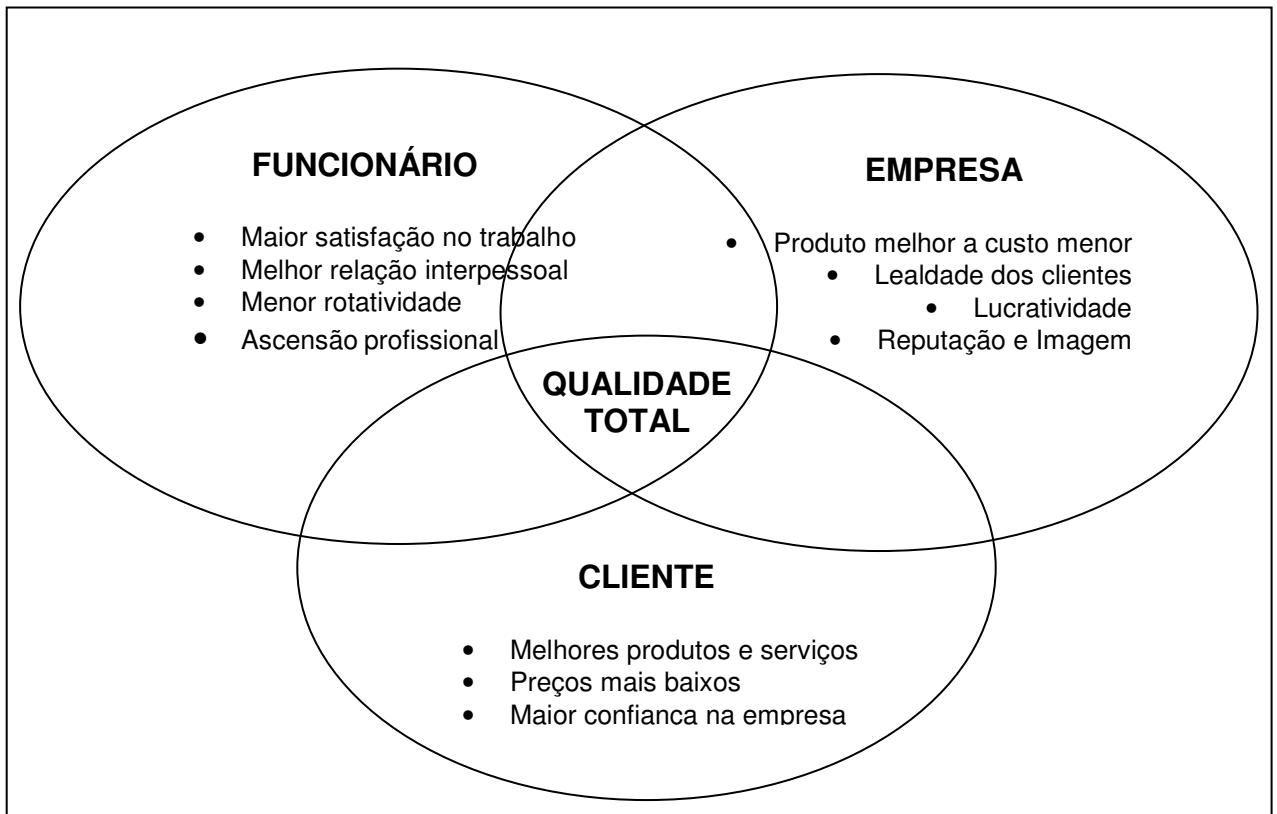 FUNCIONÁRIO
• Maior satisfação no trabalho
• Melhor relação interpessoal
• Menor rotatividade
• Ascensão profissional
EMPRESA
• Produto melhor a custo menor
• Lealdade dos clientes
• Lucratividade
• Reputação e Imagem
QUALIDADE
TOTAL
CLIENTE
• Melhores produtos e serviços
• Preços mais baixos
• Maior confiança na empresa